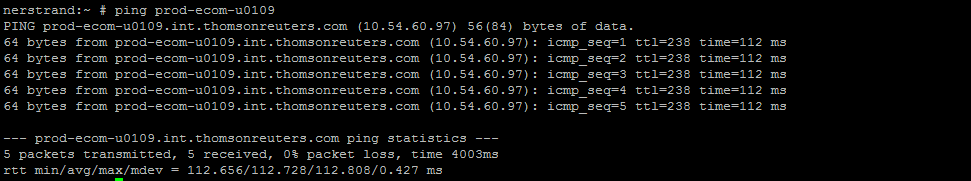 nerstrand:~ # ping prod-ecom-u0109
PING prod-ecom-u0109.int.thomsonreuters.com (10.54.60.97) 56(84) bytes of data.
64 bytes from prod-ecom-u0109.int.thomsonreuters.com (10.54.60.97): icmp_seq=1 ttl=238 time=112 ms
64 bytes from prod-ecom-u0109.int.thomsonreuters.com (10.54.60.97): icmp_seq=2 ttl=238 time=112 ms
64 bytes from prod-ecom-u0109.int.thomsonreuters.com (10.54.60.97): icmp_seq=3 ttl=238 time=112 ms
64 bytes from prod-ecom-u0109.int.thomsonreuters.com (10.54.60.97): icmp_seq=4 ttl=238 time=112 ms
64 bytes from prod-ecom-u0109.int.thomsonreuters.com (10.54.60.97): icmp_seq=5 ttl=238 time=112 ms
--- prod-ecom-u0109.int.thomsonreuters.com ping statistics ---
5 packets transmitted, 5 received, 0% packet loss, time 4003ms
rtt min/avg/max/mdev = 112.656/112.728/112.808/0.427 ms